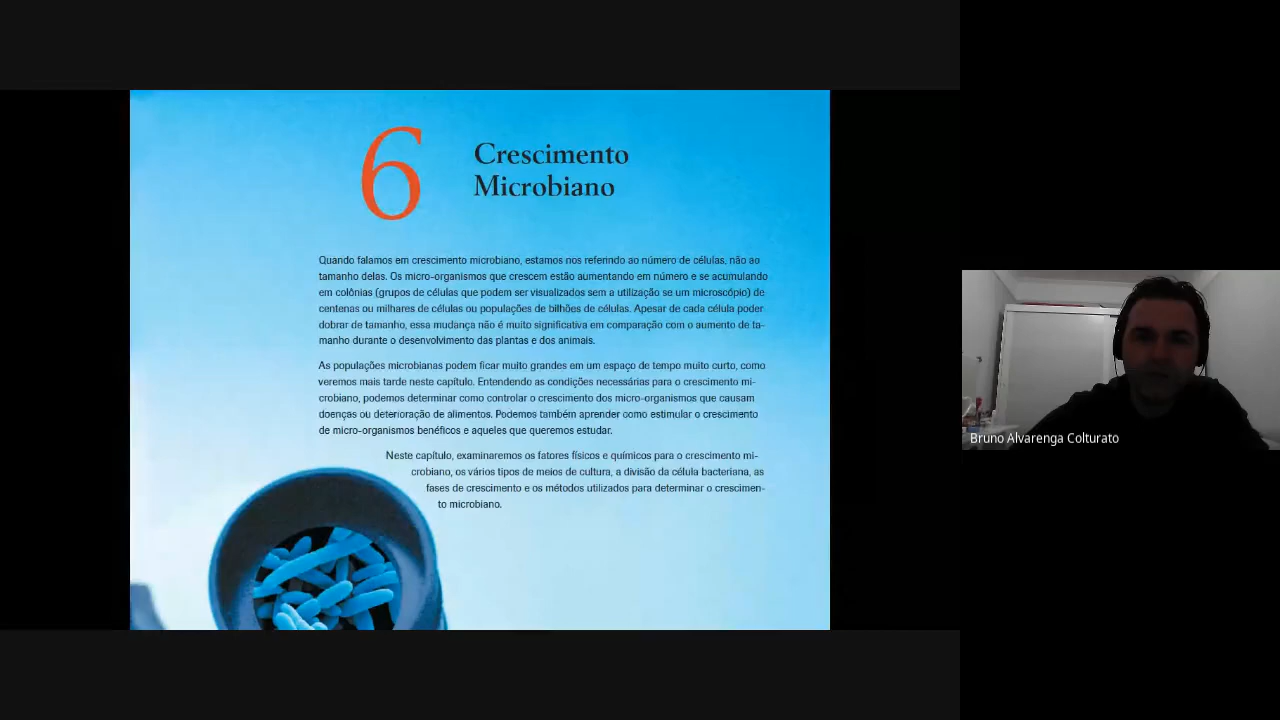 6
Crescimento
Microbiano
Quando falamos em crescimento microbiano, estamos nos referindo ao número de células, não ao
tamanho delas. Os micro-organismos que crescem estão aumentando em número e se acumulando
em colônias (grupos de células que podem ser visualizados sem a utilização se um microscópio) de
centenas ou milhares de células ou populações de bilhões de células. Apesar de cada célula poder
dobrar de tamanho, essa mudança não é muito significativa em comparação com o aumento de ta-
manho durante o desenvolvimento das plantas e dos animais.
As populações microbianas podem ficar muito grandes em um espaço de tempo muito curto, como
veremos mais tarde neste capítulo. Entendendo as condições necessárias para o crescimento mi-
crobiano, podemos determinar como controlar o crescimento dos micro-organismos que causam
doenças ou deterioração de alimentos. Podemos também aprender como estimular o crescimento
de micro-organismos benéficos e aqueles que queremos estudar.
Neste capítulo, examinaremos os fatores físicos e químicos para o crescimento mi-
crobiano, os vários tipos de meios de cultura, a divisão da célula bacteriana, as
fases de crescimento e os métodos utilizados para determinar o crescimen-
to microbiano.
Bruno Alvarenga Colturato